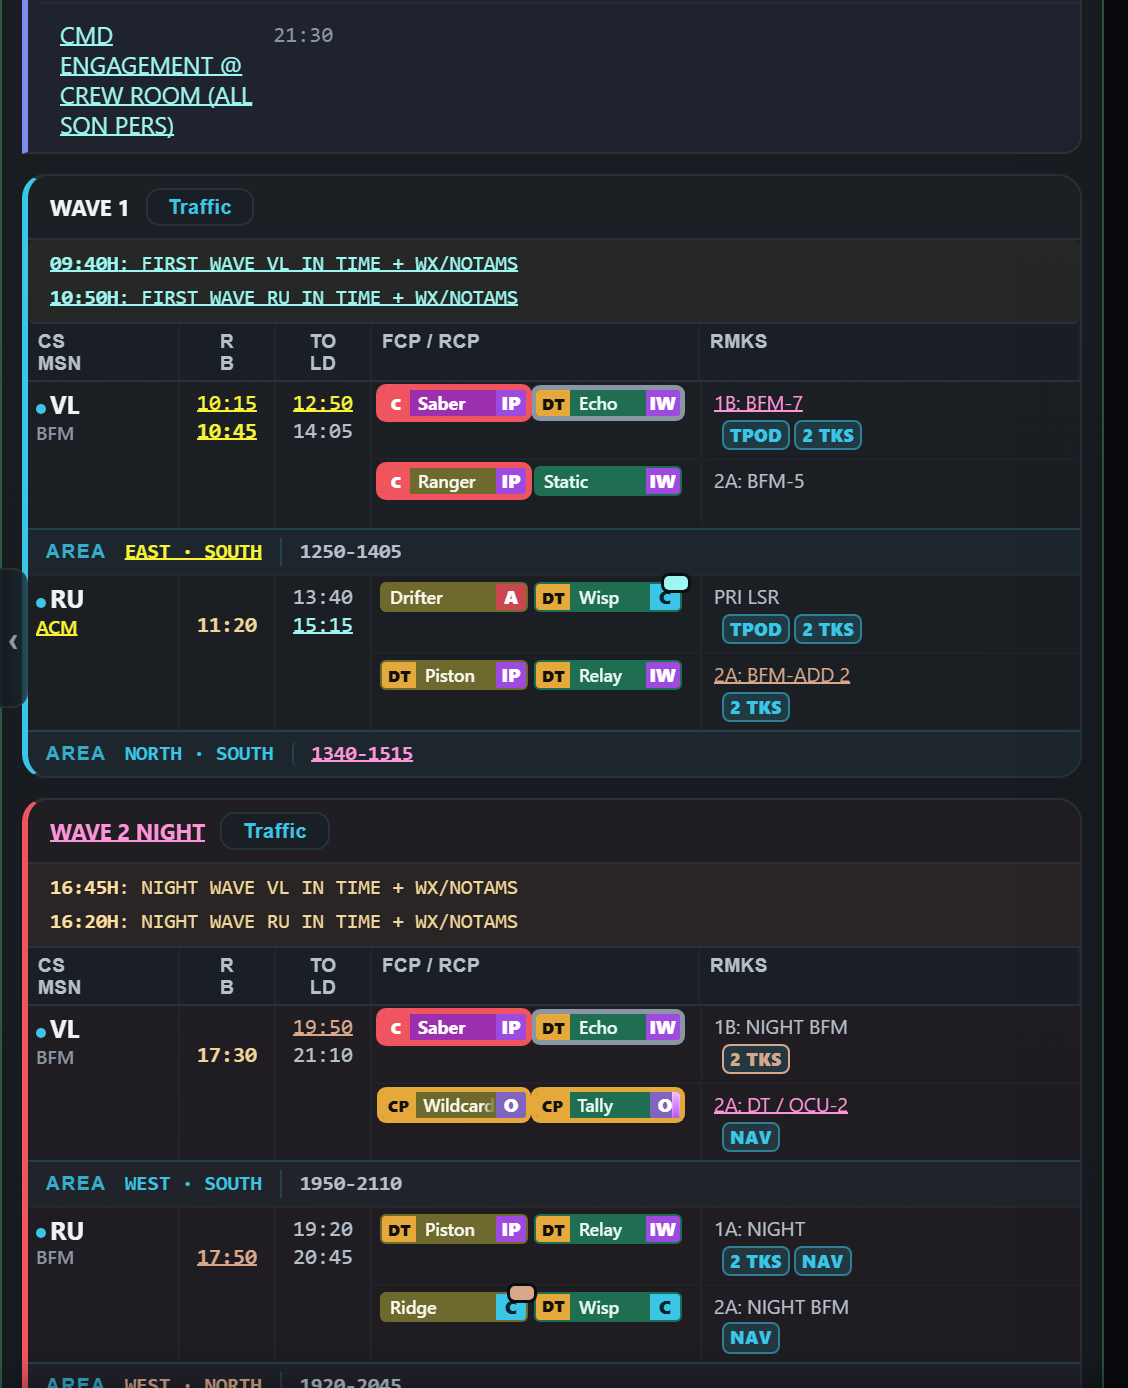 CMD 21:30
ENGAGEMENT @
CREW ROOM (ALL
SON PERS)
WAVE 1 Traffic
09:40H: FIRST WAVE VL IN TIME + WX/NOTAMS
10:50H: FIRST WAVE RU IN TIME + WX/NOTAMS
CS R TO FCP / RCP RMKS
MSN B LD
VL 10:15 12:50 C Saber IP DT Echo IW 1B: BFM-7
BFM 10:45 14:05 TPOD 2 TKS
C Ranger IP Static IW 2A: BFM-5
AREA EAST · SOUTH 1250-1405
RU 13:40 Drifter A DT Wisp C PRI LSR
ACM 11:20 15:15 TPOD 2 TKS
DT Piston IP DT Relay IW 2A: BFM-ADD 2
2 TKS
AREA NORTH · SOUTH 1340-1515
‹
WAVE 2 NIGHT Traffic
16:45H: NIGHT WAVE VL IN TIME + WX/NOTAMS
16:20H: NIGHT WAVE RU IN TIME + WX/NOTAMS
CS R TO FCP / RCP RMKS
MSN B LD
VL 19:50 C Saber IP DT Echo IW 1B: NIGHT BFM
BFM 17:30 21:10 2 TKS
CP Wildcard O CP Tally O 2A: DT / OCU-2
NAV
AREA WEST · SOUTH 1950-2110
RU 19:20 DT Piston IP DT Relay IW 1A: NIGHT
BFM 17:50 20:45 2 TKS NAV
Ridge C DT Wisp C 2A: NIGHT BFM
NAV
AREA WEST · NORTH 1920-2045